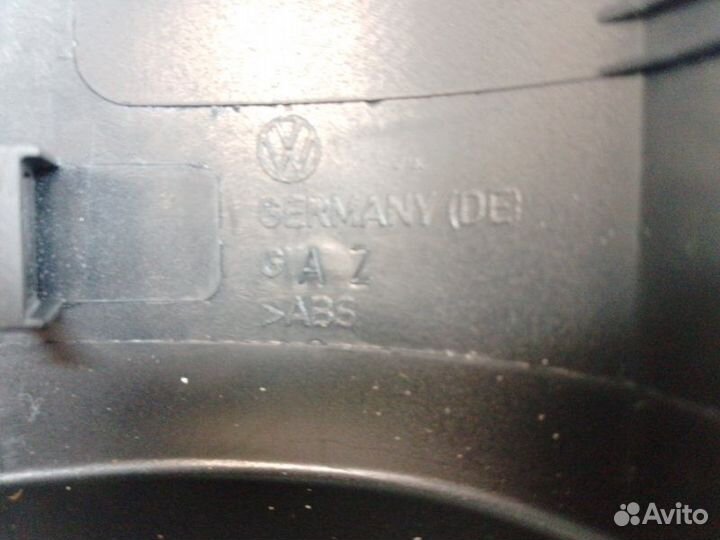 GERMANY (DE)
A Z
>ABS
Avito